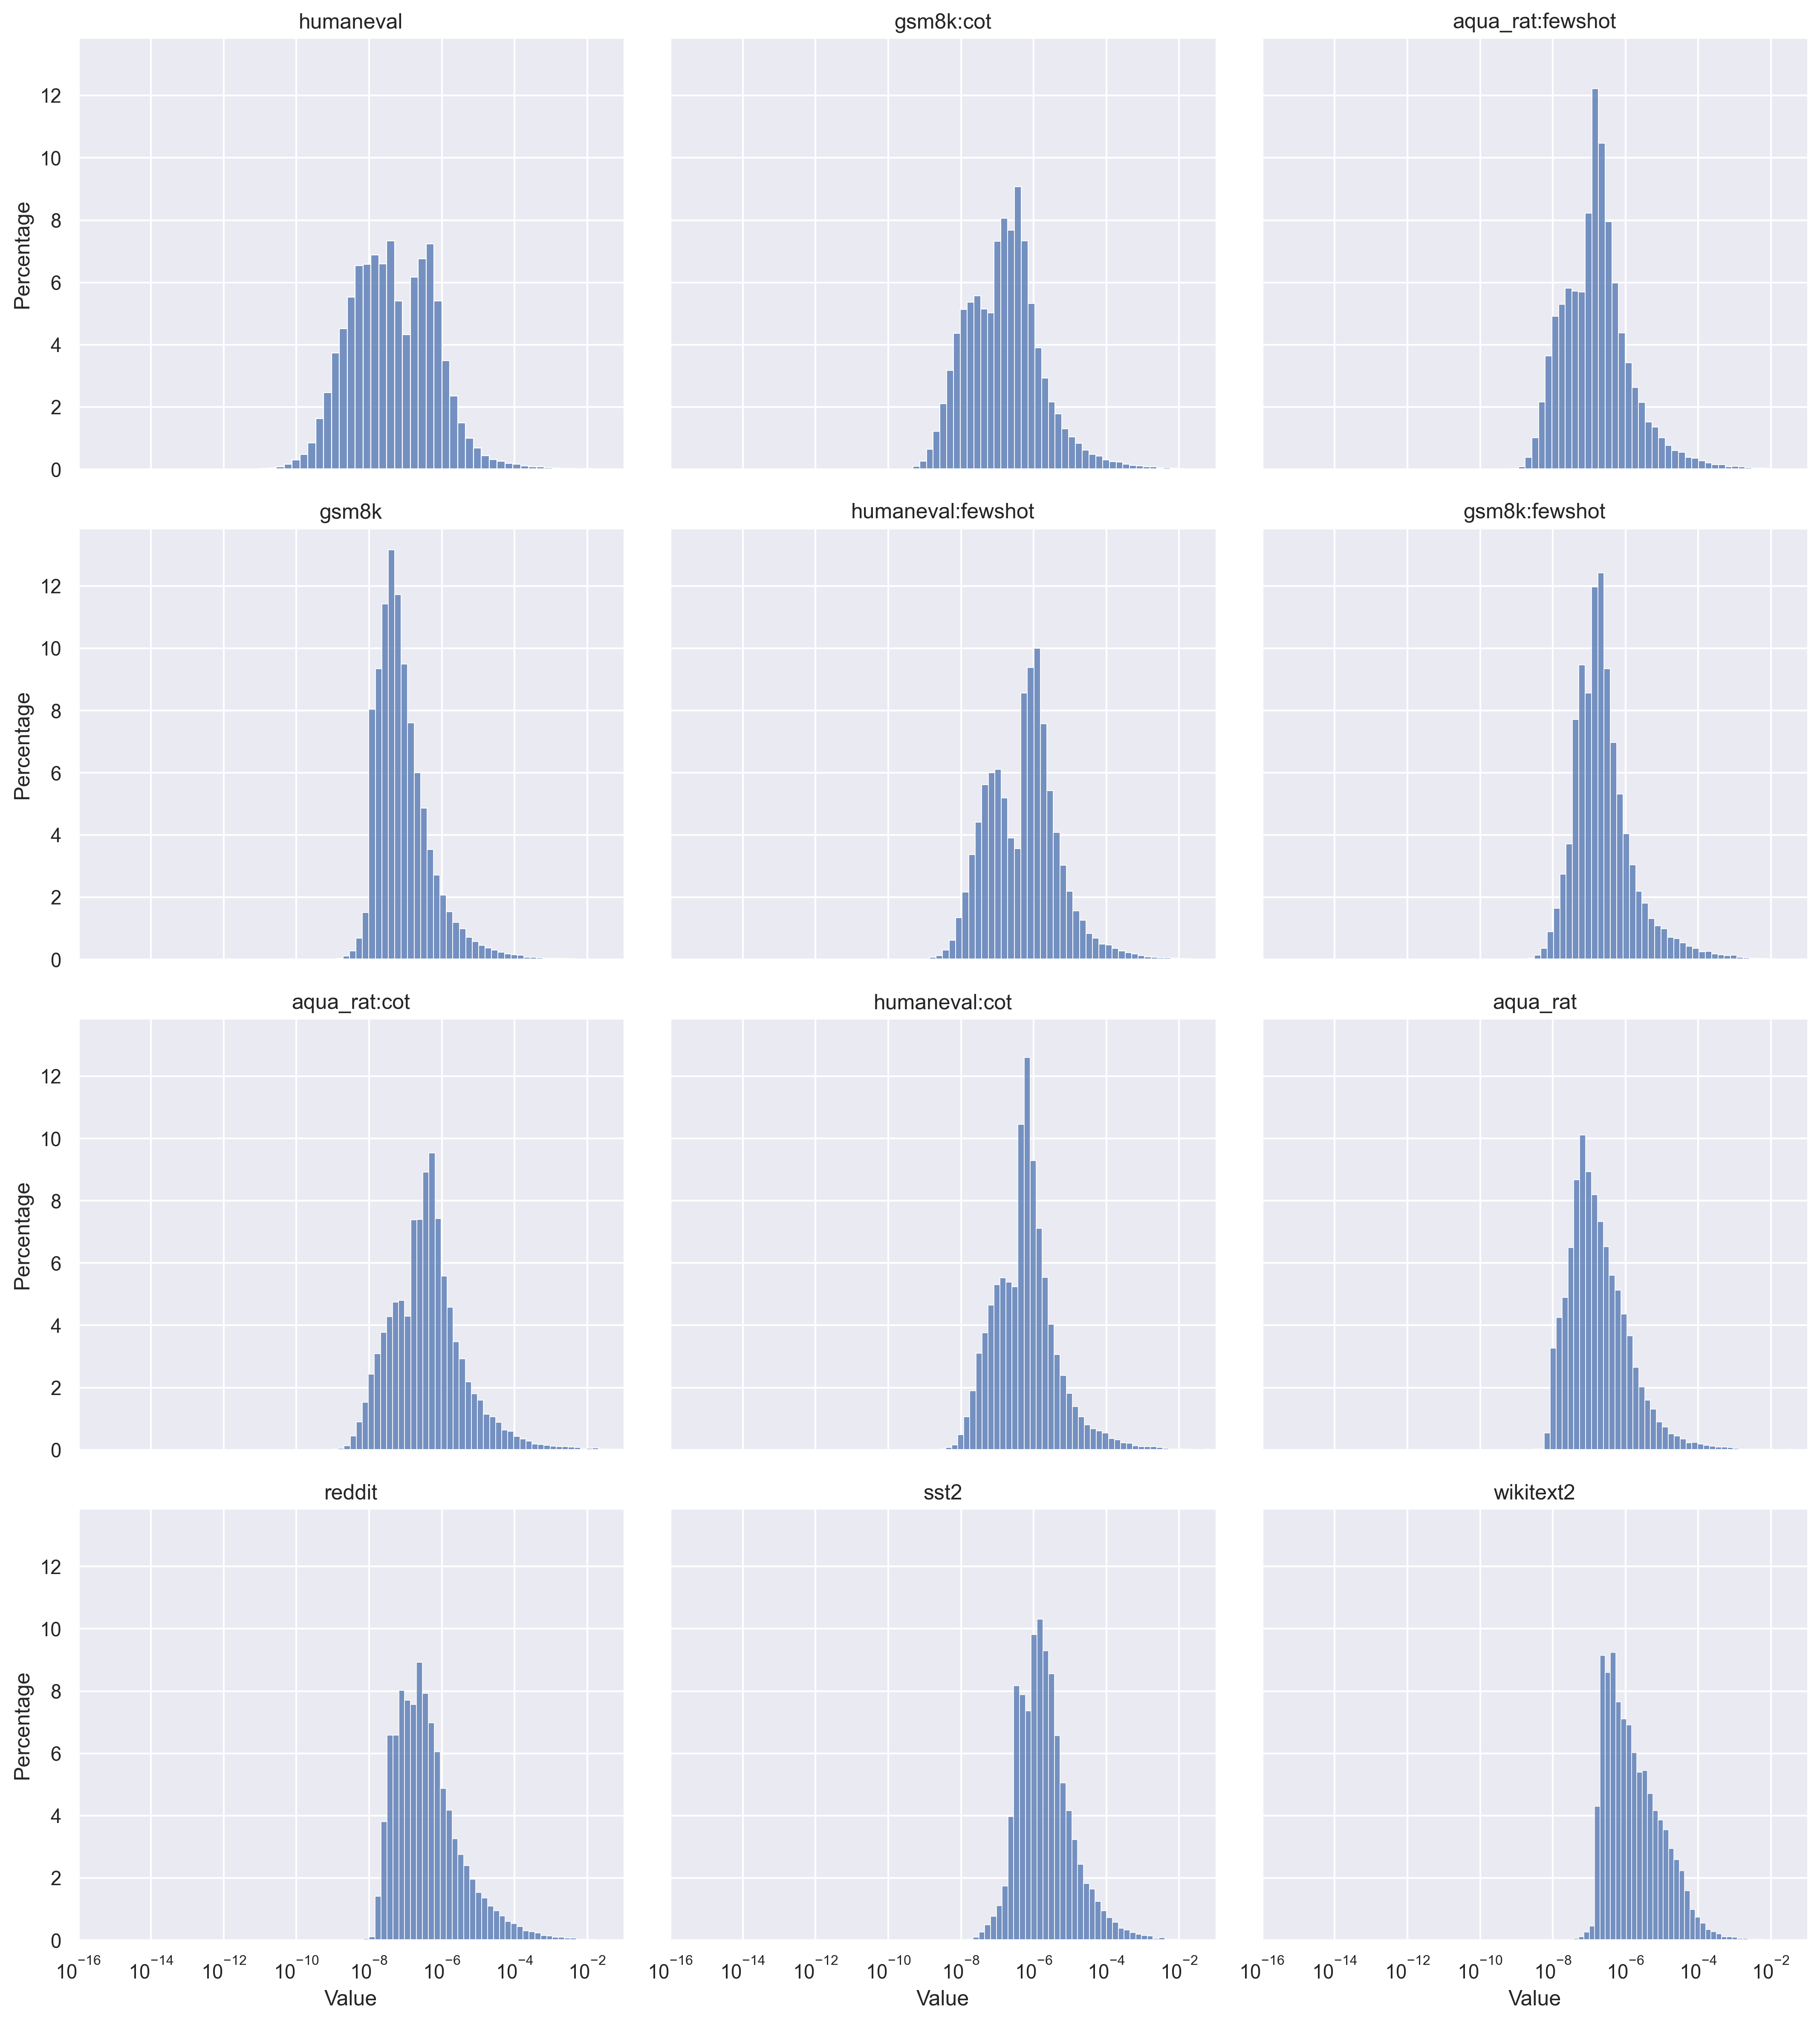 humaneval
gsm8k:cot
aqua_rat:fewshot
Percentage
12
10
8
6
4
2
0
gsm8k
humaneval:fewshot
gsm8k:fewshot
Percentage
12
10
8
6
4
2
0
aqua_rat:cot
humaneval:cot
aqua_rat
Percentage
12
10
8
6
4
2
0
reddit
sst2
wikitext2
Percentage
12
10
8
6
4
2
0
10⁻¹⁶ 10⁻¹⁴ 10⁻¹² 10⁻¹⁰ 10⁻⁸ 10⁻⁶ 10⁻⁴ 10⁻²
Value
10⁻¹⁶ 10⁻¹⁴ 10⁻¹² 10⁻¹⁰ 10⁻⁸ 10⁻⁶ 10⁻⁴ 10⁻²
Value
10⁻¹⁶ 10⁻¹⁴ 10⁻¹² 10⁻¹⁰ 10⁻⁸ 10⁻⁶ 10⁻⁴ 10⁻²
Value